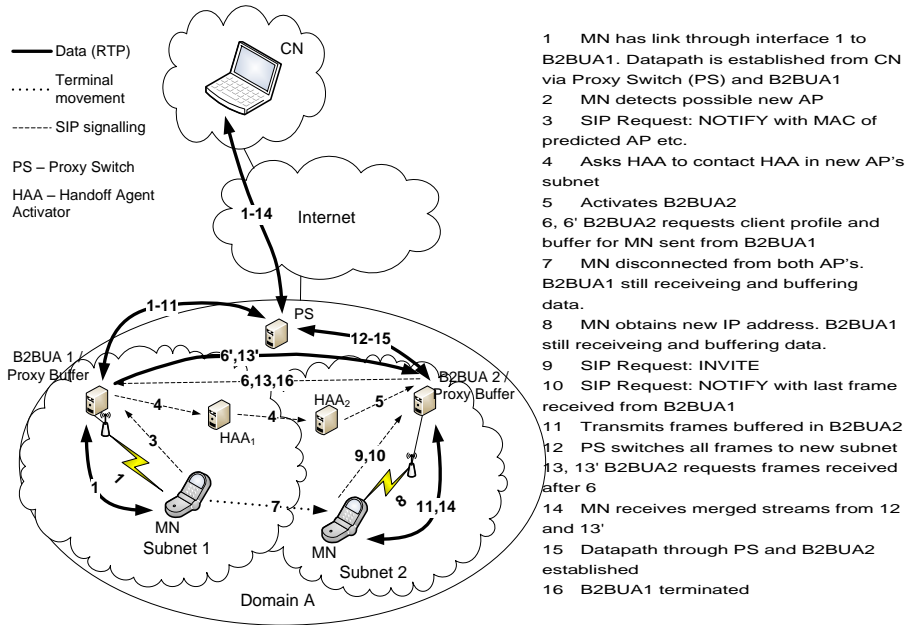 Data (RTP)
Terminal
movement
SIP signalling
PS – Proxy Switch
HAA – Handoff Agent
Activator
CN
Internet
1-14
PS
1-11
12-15
B2BUA 1 /
Proxy Buffer
6',13'
6,13,16
B2BUA 2 /
Proxy Buffer
4
HAA1
4
HAA2
5
3
1
1
9,10
8
11,14
7
MN
Subnet 1
MN
Subnet 2
Domain A
1 MN has link through interface 1 to
B2BUA1. Datapath is established from CN
via Proxy Switch (PS) and B2BUA1
2 MN detects possible new AP
3 SIP Request: NOTIFY with MAC of
predicted AP etc.
4 Asks HAA to contact HAA in new AP's
subnet
5 Activates B2BUA2
6, 6' B2BUA2 requests client profile and
buffer for MN sent from B2BUA1
7 MN disconnected from both AP's.
B2BUA1 still receiveing and buffering
data.
8 MN obtains new IP address. B2BUA1
still receiveing and buffering data.
9 SIP Request: INVITE
10 SIP Request: NOTIFY with last frame
received from B2BUA1
11 Transmits frames buffered in B2BUA2
12 PS switches all frames to new subnet
13, 13' B2BUA2 requests frames received
after 6
14 MN receives merged streams from 12
and 13'
15 Datapath through PS and B2BUA2
established
16 B2BUA1 terminated